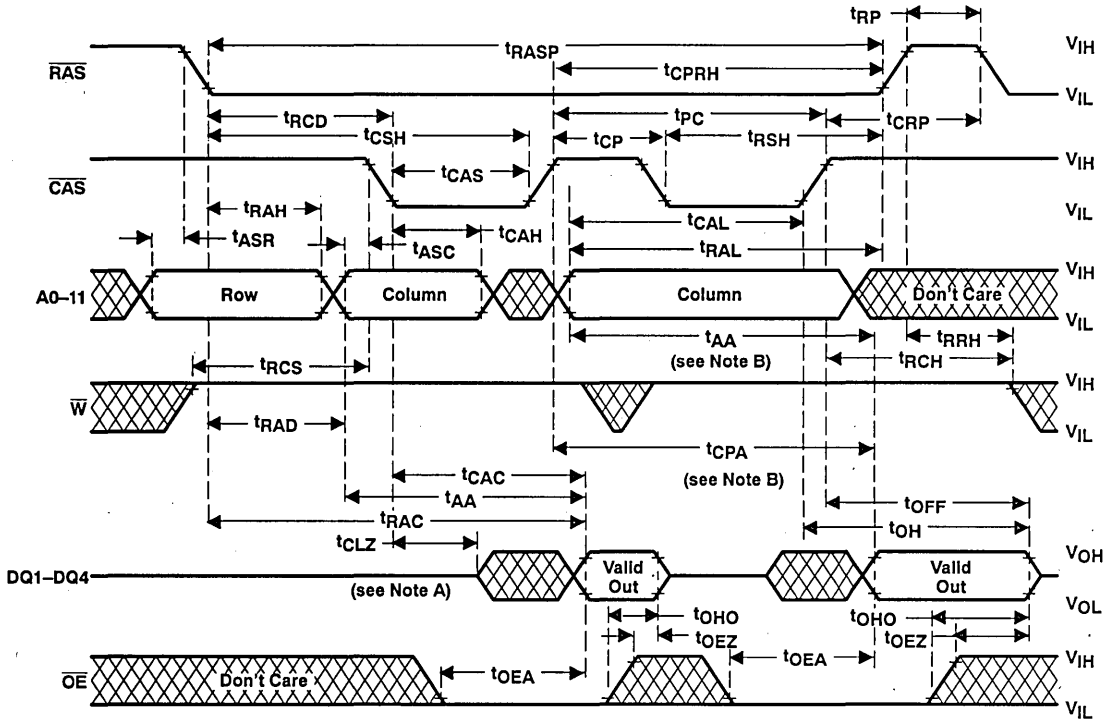 tRP
tRASP
VIH
RAS
tCPRH
VIL
tRCD
tPC
tCRP
tCSH
tCP
tRSH
VIH
CAS
tCAS
tCAL
VIL
tRAH
tCAH
tASR
tASC
tRAL
VIH
A0–11
Row
Column
Column
Don't Care
VIL
tAA
tRRH
(see Note B)
tRCS
tRCH
VIH
W
tRAD
VIL
tCPA
tCAC
(see Note B)
tAA
tOFF
tRAC
tOH
tCLZ
VOH
DQ1–DQ4
Valid
Out
Valid
Out
(see Note A)
VOL
tOHO
tOHO
tOEZ
tOEZ
VIH
OE
Don't Care
tOEA
tOEA
VIL